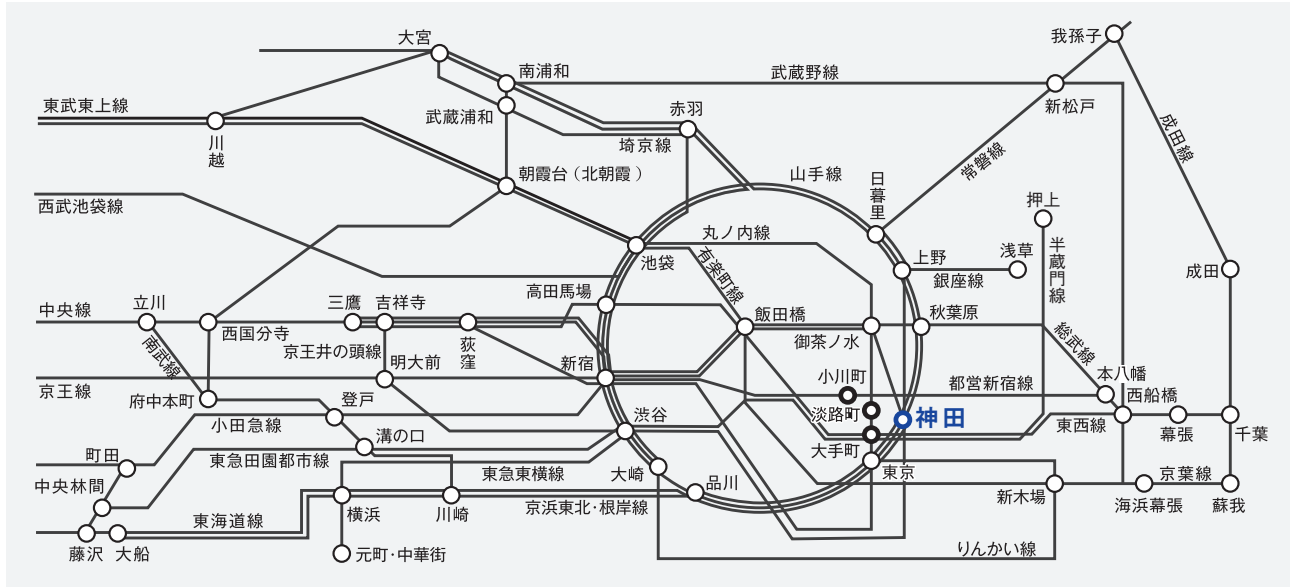 大宮
我孫子
南浦和
武蔵野線
新松戸
東武東上線
武蔵浦和
赤羽
川越
埼京線
成田線
常磐線
朝霞台(北朝霞)
山手線
日暮里
西武池袋線
押上
丸ノ内線
池袋
有楽町線
上野
浅草
銀座線
半蔵門線
成田
高田馬場
中央線
立川
西国分寺
三鷹
吉祥寺
荻窪
飯田橋
御茶ノ水
秋葉原
総武線
南武線
京王井の頭線
明大前
新宿
小川町
都営新宿線
本八幡
京王線
府中本町
登戸
渋谷
淡路町
神田
西船橋
小田急線
溝の口
大手町
東西線
幕張
千葉
町田
東急田園都市線
東急東横線
大崎
品川
東京
中央林間
新木場
京葉線
海浜幕張
蘇我
東海道線
横浜
川崎
京浜東北・根岸線
藤沢
大船
元町・中華街
りんかい線